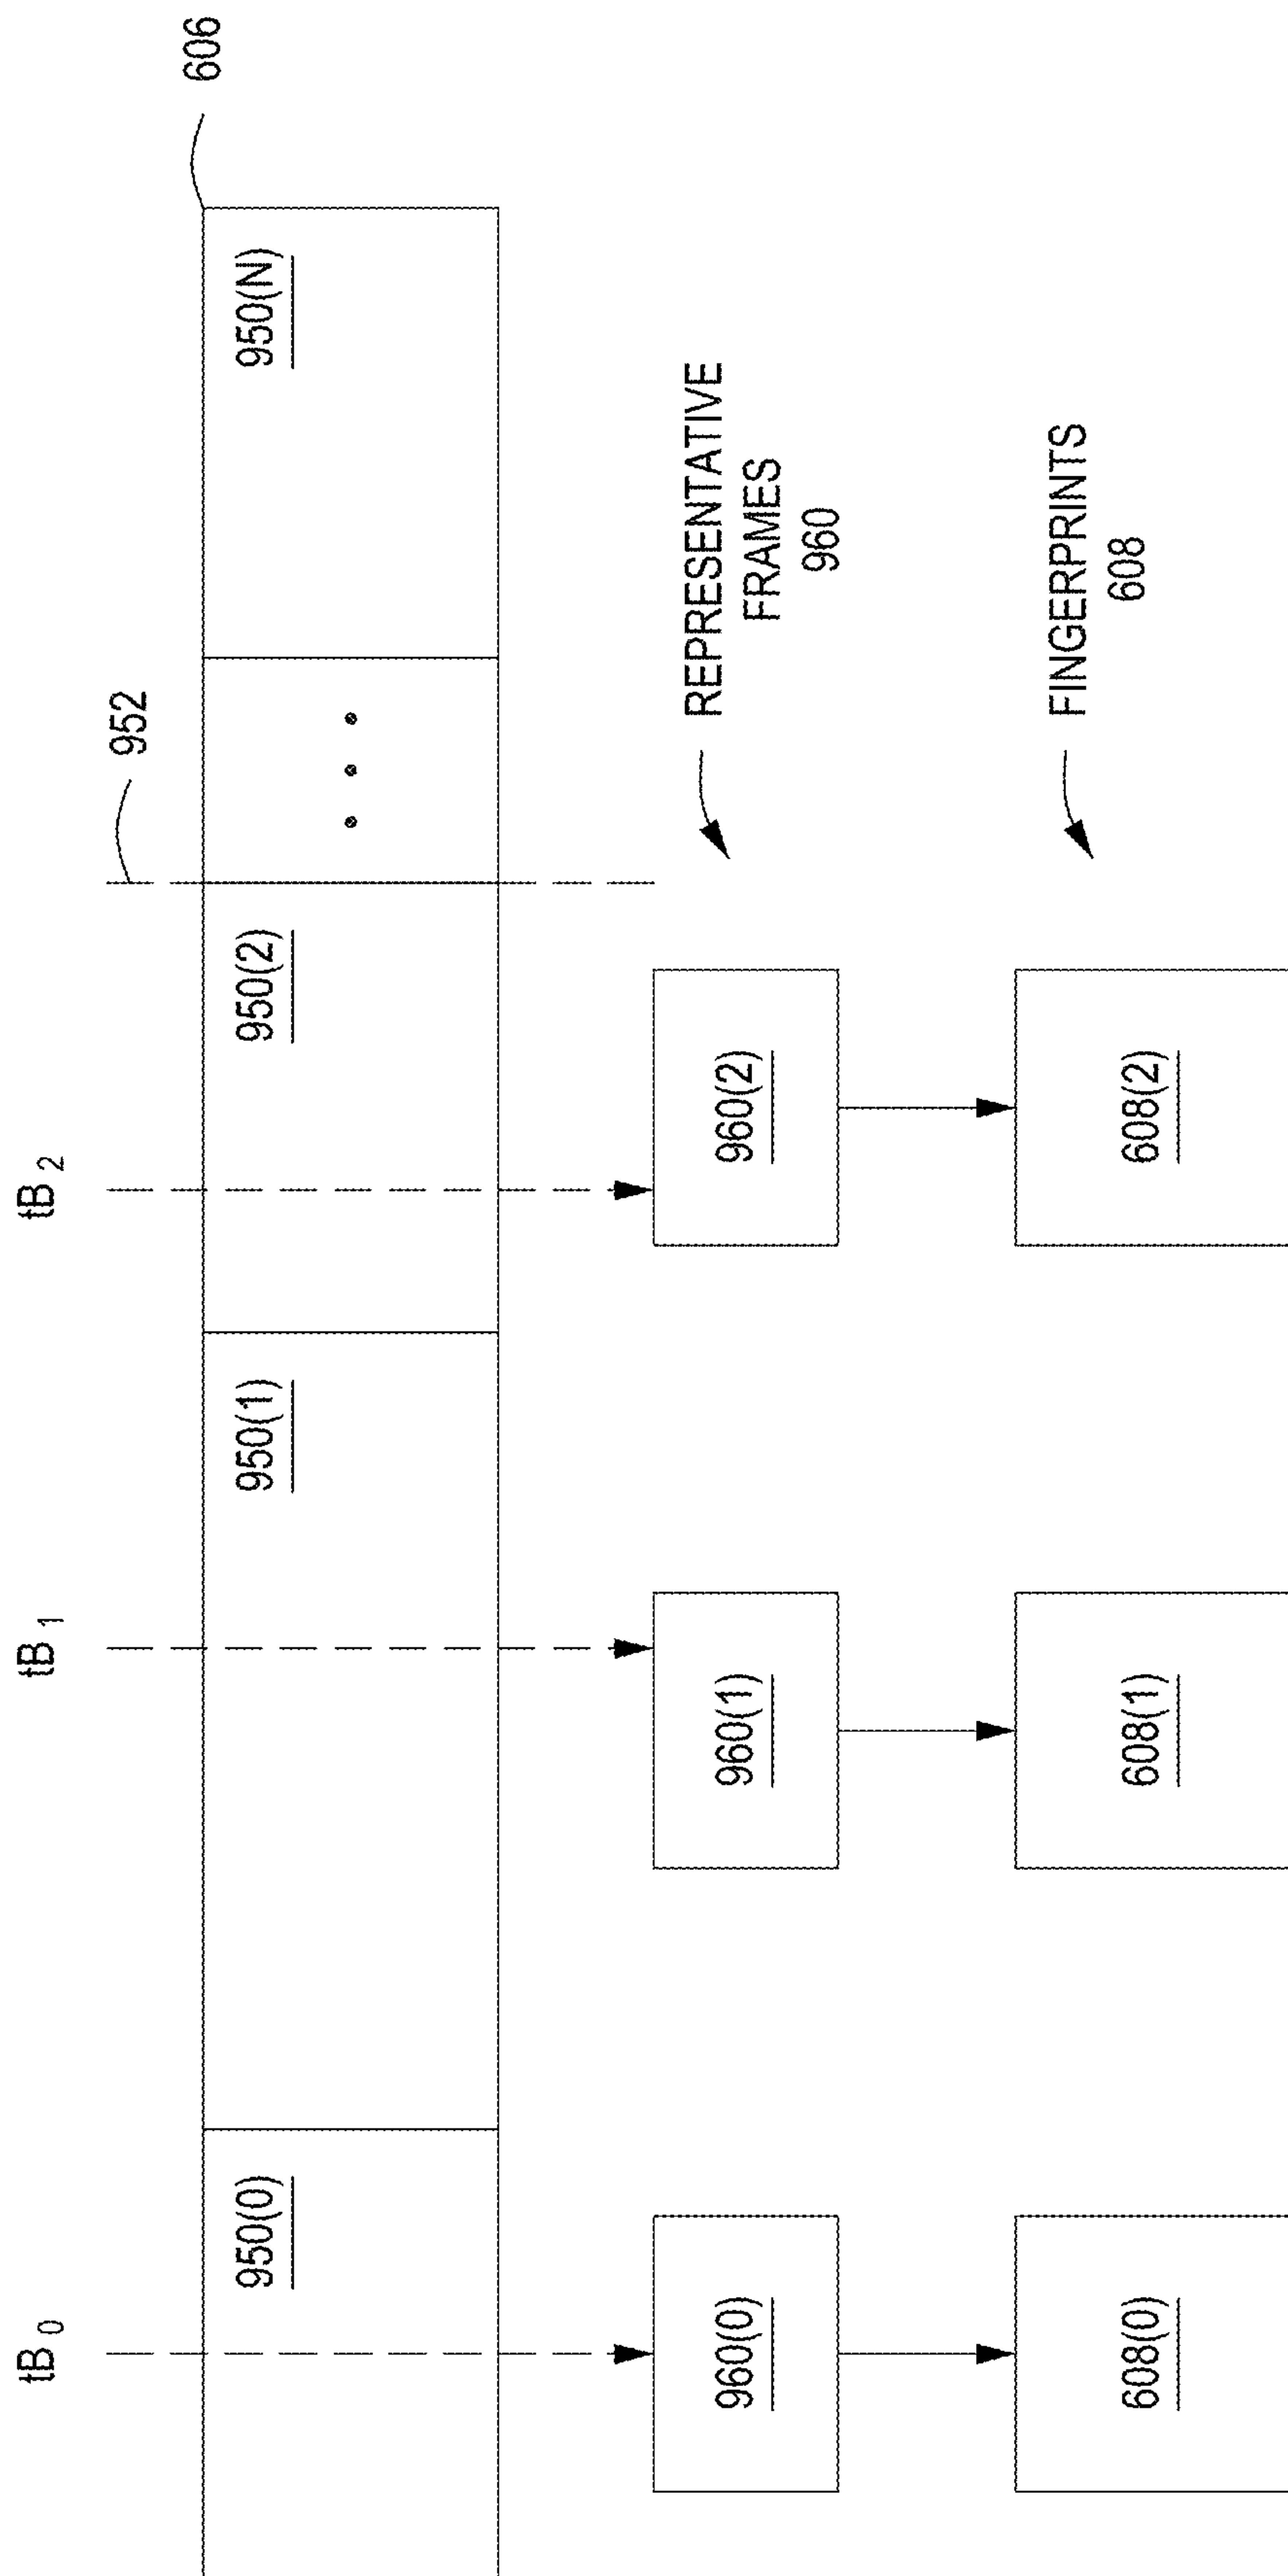 tB 0
tB 1
tB 2
952
606
950(0)
950(1)
950(2)
950(N)
960(0)
960(1)
960(2)
REPRESENTATIVE
FRAMES
960
608(0)
608(1)
608(2)
FINGERPRINTS
608